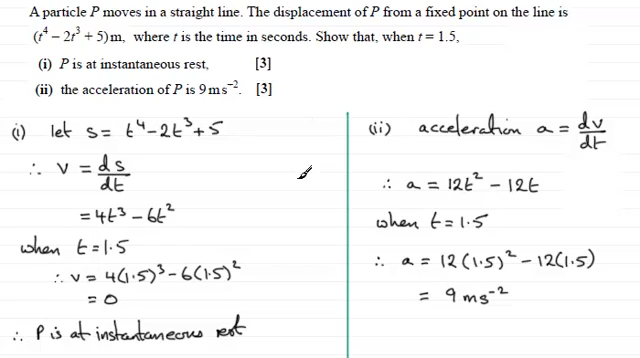 A particle P moves in a straight line. The displacement of P from a fixed point on the line is
(t⁴ – 2t³ + 5) m, where t is the time in seconds. Show that, when t = 1.5,
(i) P is at instantaneous rest, [3]
(ii) the acceleration of P is 9 m s⁻². [3]
(i) let s = t⁴ – 2t³ + 5
∴ v = ds/dt
= 4t³ – 6t²
when t = 1.5
∴ v = 4(1.5)³ – 6(1.5)²
= 0
∴ P is at instantaneous rest
(ii) acceleration a = dv/dt
∴ a = 12t² – 12t
when t = 1.5
∴ a = 12(1.5)² – 12(1.5)
= 9 ms⁻²